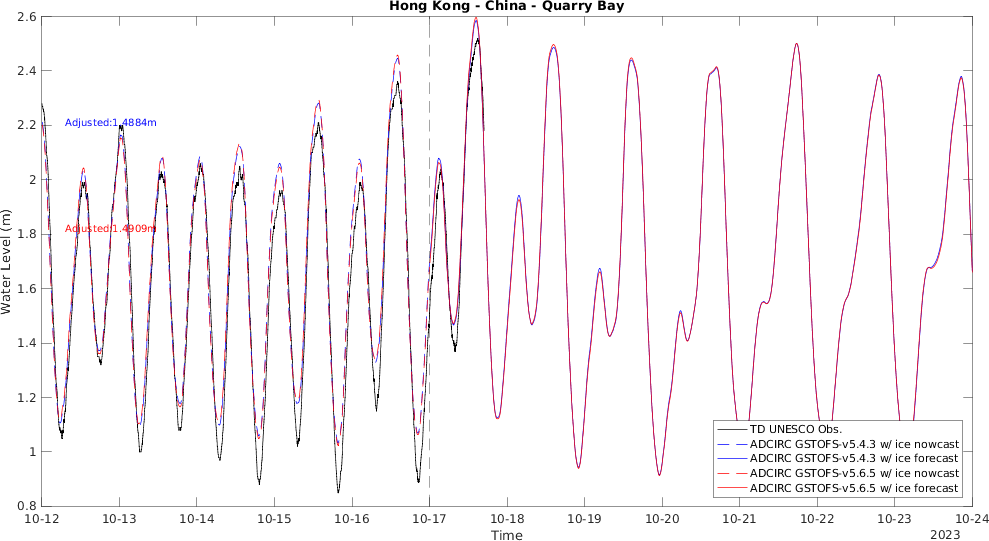 Hong Kong - China - Quarry Bay
2.6
2.4
2.2
2
1.8
1.6
1.4
1.2
1
0.8
Water Level (m)
Adjusted:1.4884m
Adjusted:1.4909m
TD UNESCO Obs.
ADCIRC GSTOFS-v5.4.3 w/ ice nowcast
ADCIRC GSTOFS-v5.4.3 w/ ice forecast
ADCIRC GSTOFS-v5.6.5 w/ ice nowcast
ADCIRC GSTOFS-v5.6.5 w/ ice forecast
10-12 10-13 10-14 10-15 10-16 10-17 10-18 10-19 10-20 10-21 10-22 10-23 10-24
Time
2023